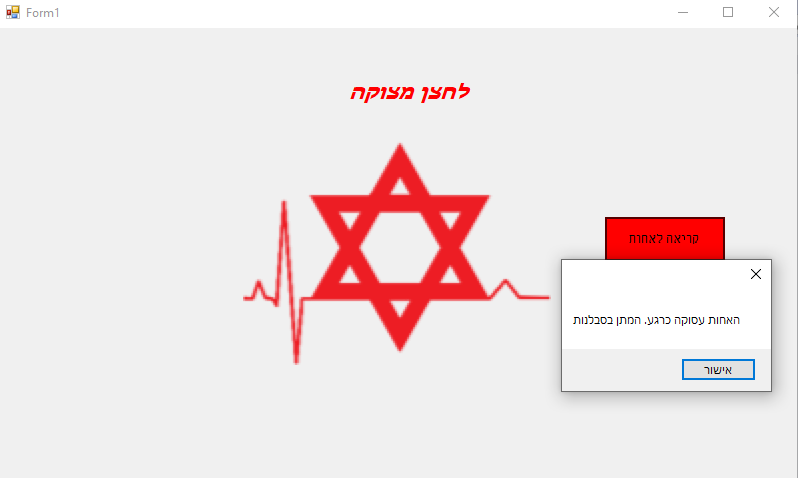 Form1
לחצן מצוקה
קריאה לאחות
האחות עסוקה כרגע. המתן בסבלנות
אישור